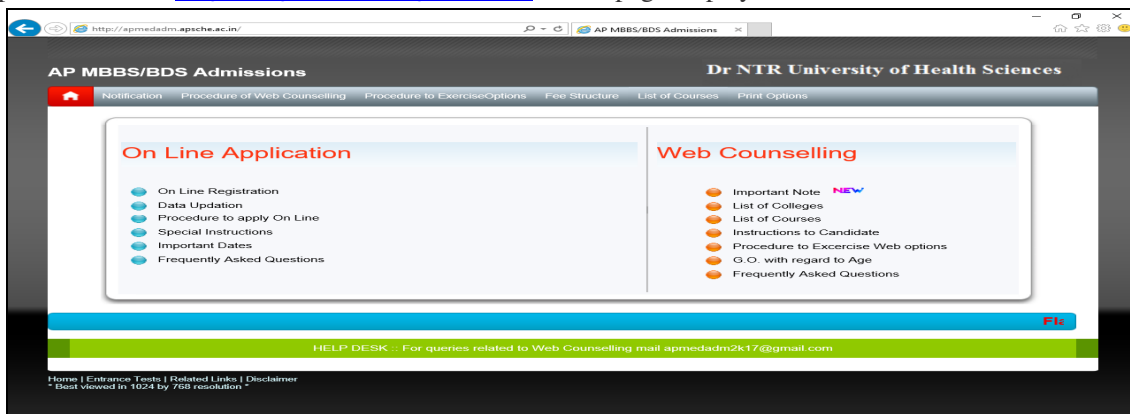 http://apmedadm.apsche.ac.in/
AP MBBS/BDS Admissions
AP MBBS/BDS Admissions
Dr NTR University of Health Sciences
Notification Procedure of Web Counselling Procedure to ExerciseOptions Fee Structure List of Courses Print Options
On Line Application
On Line Registration
Data Updation
Procedure to apply On Line
Special Instructions
Important Dates
Frequently Asked Questions
Web Counselling
Important Note NEW
List of Colleges
List of Courses
Instructions to Candidate
Procedure to Excercise Web options
G.O. with regard to Age
Frequently Asked Questions
HELP DESK :: For queries related to Web Counselling mail apmedadm2k17@gmail.com
Home | Entrance Tests | Related Links | Disclaimer
* Best viewed in 1024 by 768 resolution *